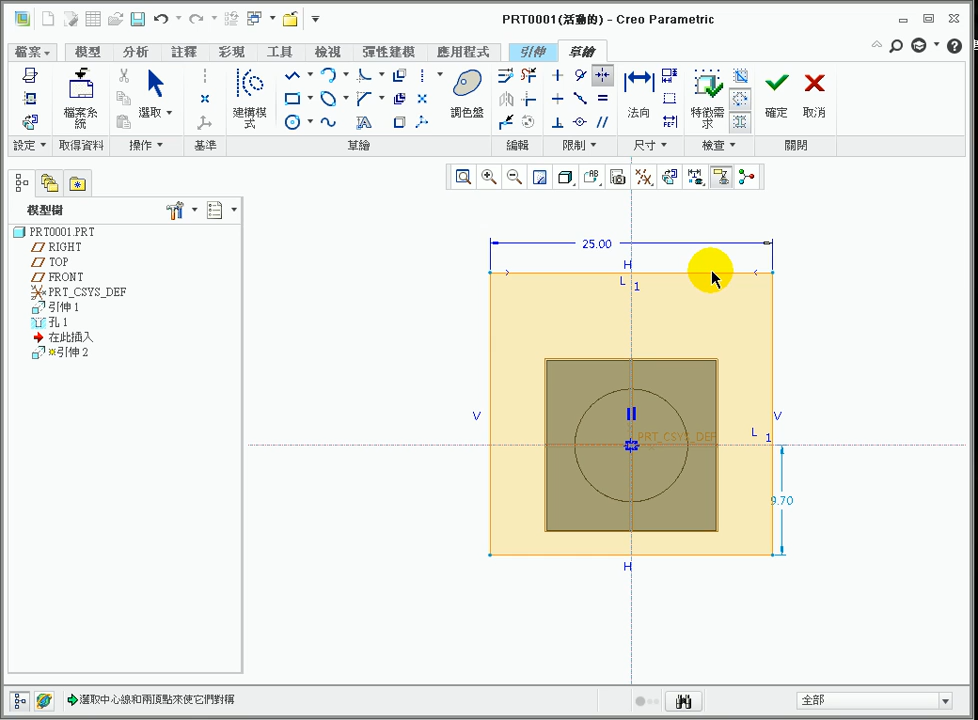 PRT0001(活動的) - Creo Parametric
檔案 模型 分析 註釋 彩現 工具 檢視 彈性建模 應用程式 引伸 草繪
檔案系統 選取 建構模式 調色盤 法向 特徵需求 確定 取消
設定 取得資料 操作 基準 草繪 編輯 限制 尺寸 檢查 關閉
模型樹
PRT0001.PRT
RIGHT
TOP
FRONT
PRT_CSYS_DEF
引伸 1
孔 1
在此插入
引伸 2
25.00
H
L 1
V V
PRT_CSYS_DEF
L 1
9.70
H
選取中心線和兩頂點來使它們對稱
全部